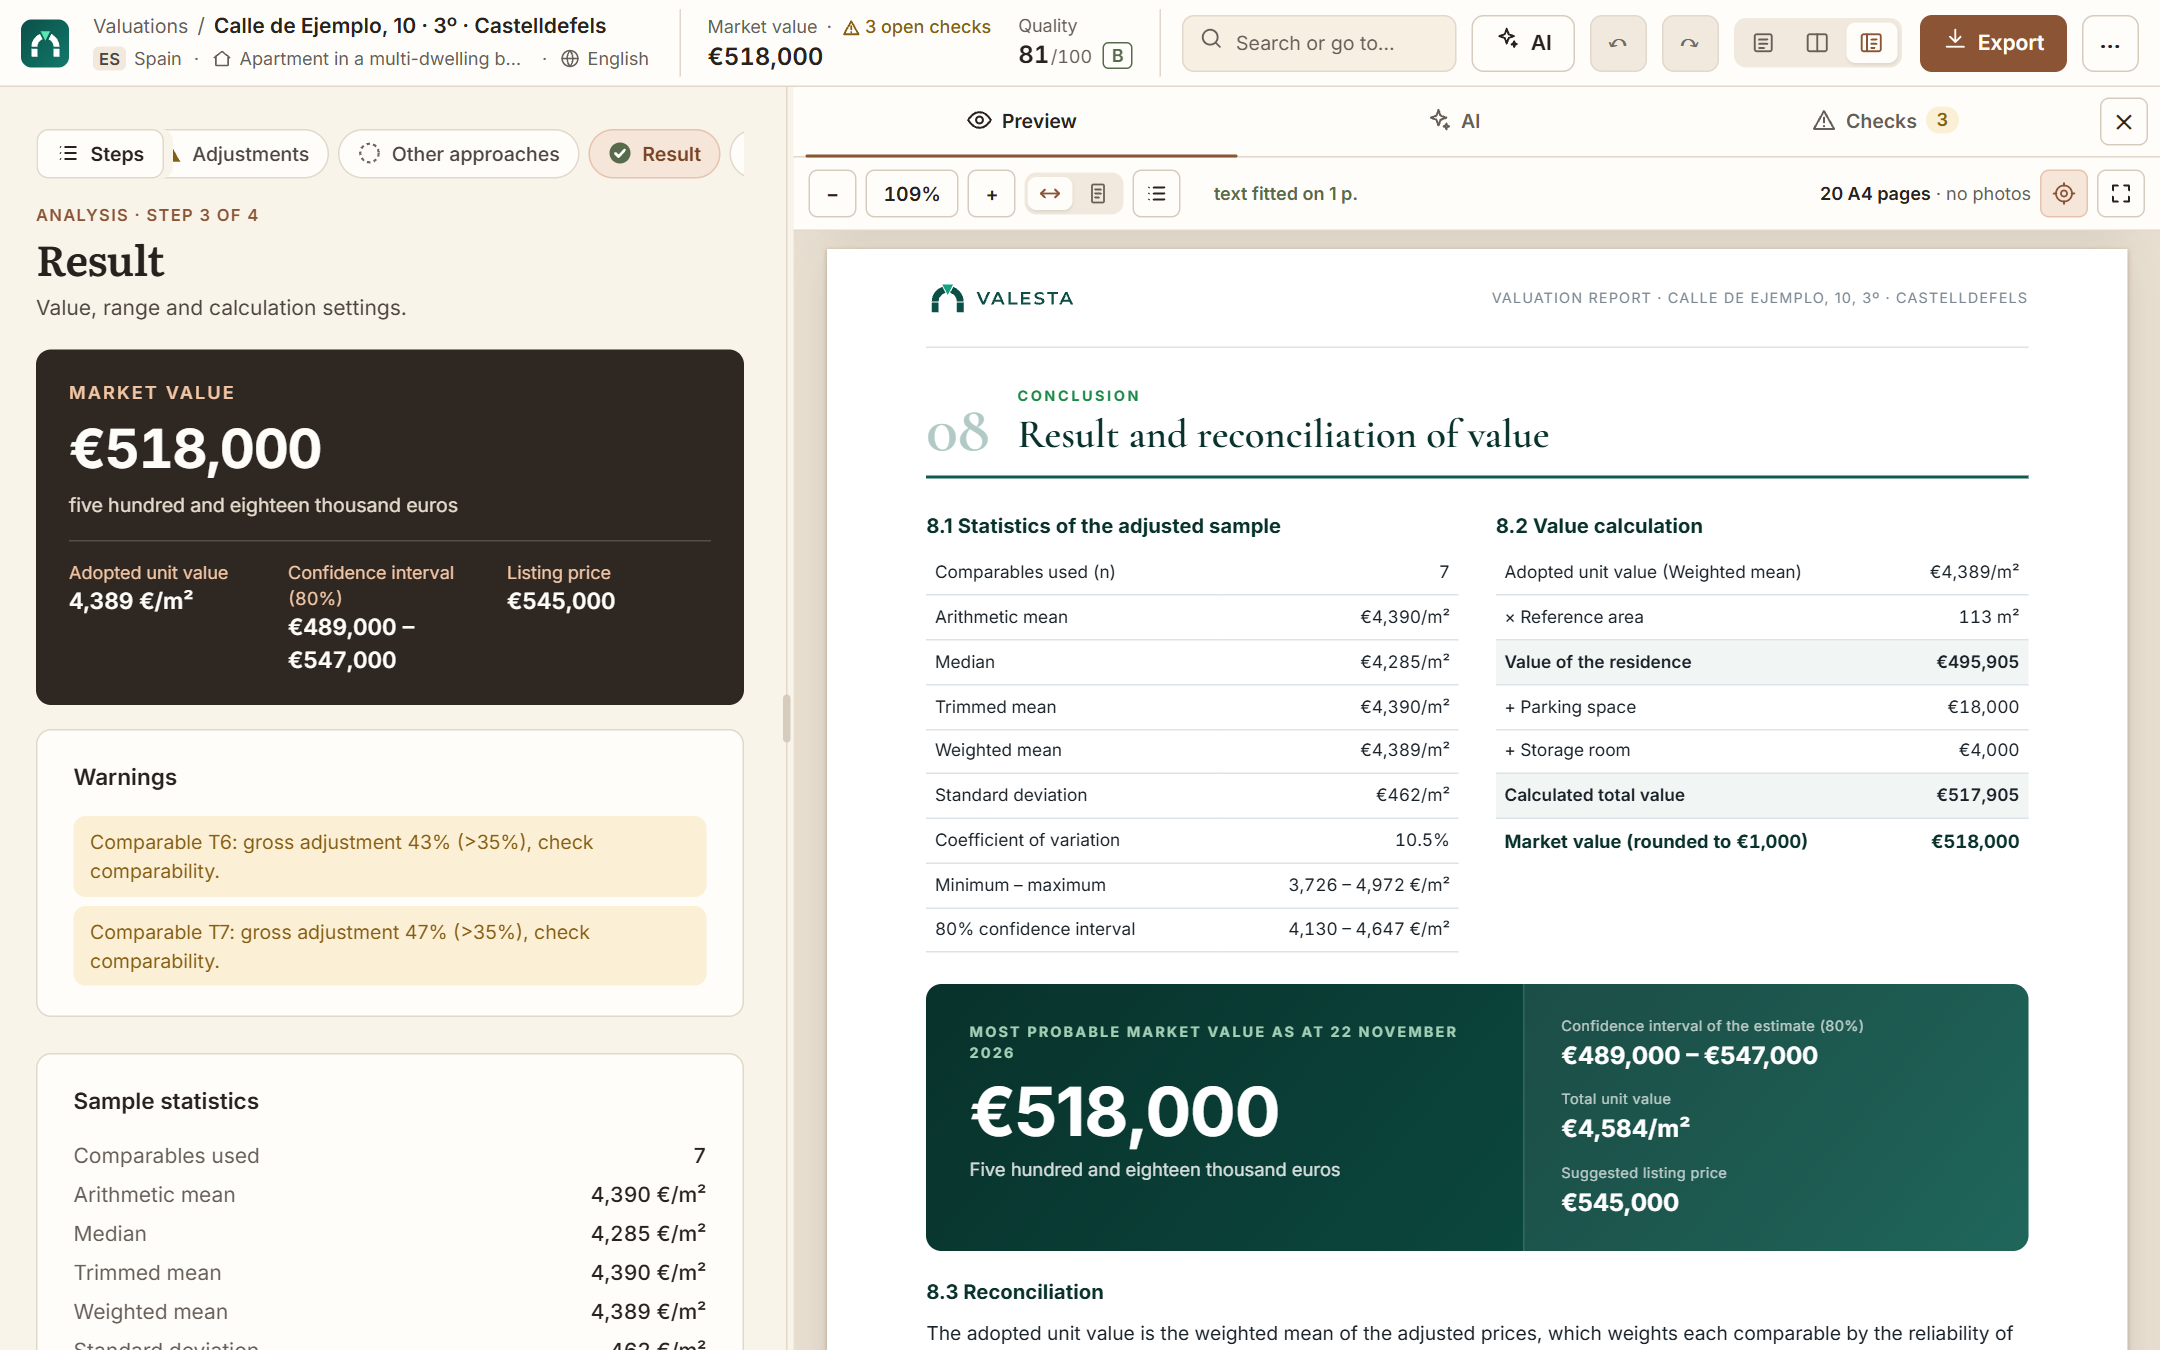 Valuations / Calle de Ejemplo, 10 · 3º · Castelldefels
ES Spain · Apartment in a multi-dwelling b... · English
Market value · 3 open checks
€518,000
Quality
81/100 B
Search or go to...
AI
Export
...
Steps
Adjustments
Other approaches
Result
ANALYSIS · STEP 3 OF 4
Result
Value, range and calculation settings.
MARKET VALUE
€518,000
five hundred and eighteen thousand euros
Adopted unit value
4,389 €/m²
Confidence interval
(80%)
€489,000 –
€547,000
Listing price
€545,000
Warnings
Comparable T6: gross adjustment 43% (>35%), check
comparability.
Comparable T7: gross adjustment 47% (>35%), check
comparability.
Sample statistics
Comparables used 7
Arithmetic mean 4,390 €/m²
Median 4,285 €/m²
Trimmed mean 4,390 €/m²
Weighted mean 4,389 €/m²
Standard deviation 462 €/m²
Preview
AI
Checks 3
− 109% +
text fitted on 1 p.
20 A4 pages · no photos
VALESTA
VALUATION REPORT · CALLE DE EJEMPLO, 10, 3º · CASTELLDEFELS
CONCLUSION
08 Result and reconciliation of value
8.1 Statistics of the adjusted sample
Comparables used (n) 7
Arithmetic mean €4,390/m²
Median €4,285/m²
Trimmed mean €4,390/m²
Weighted mean €4,389/m²
Standard deviation €462/m²
Coefficient of variation 10.5%
Minimum – maximum 3,726 – 4,972 €/m²
80% confidence interval 4,130 – 4,647 €/m²
8.2 Value calculation
Adopted unit value (Weighted mean) €4,389/m²
× Reference area 113 m²
Value of the residence €495,905
+ Parking space €18,000
+ Storage room €4,000
Calculated total value €517,905
Market value (rounded to €1,000) €518,000
MOST PROBABLE MARKET VALUE AS AT 22 NOVEMBER
2026
€518,000
Five hundred and eighteen thousand euros
Confidence interval of the estimate (80%)
€489,000 – €547,000
Total unit value
€4,584/m²
Suggested listing price
€545,000
8.3 Reconciliation
The adopted unit value is the weighted mean of the adjusted prices, which weights each comparable by the reliability of